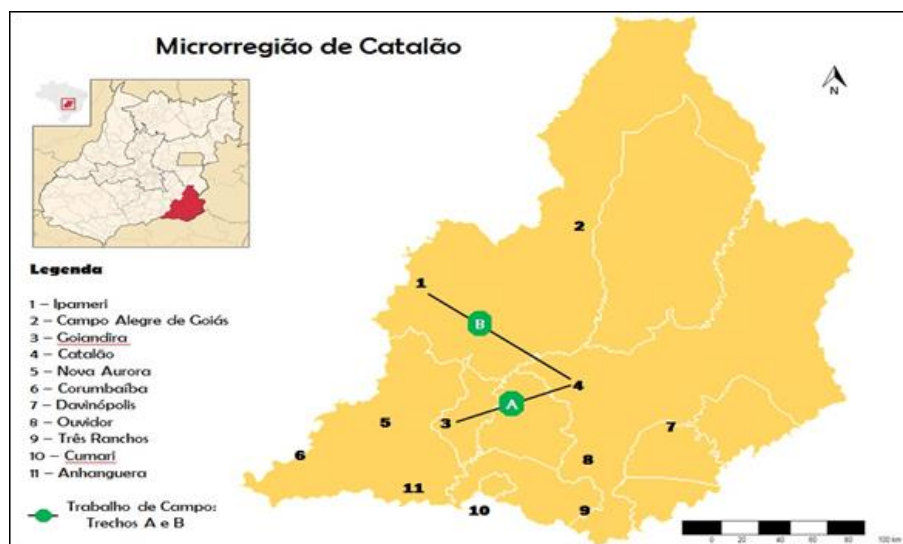 Microrregião de Catalão
N
Legenda
1 – Ipameri
2 – Campo Alegre de Goiás
3 – Goiandira
4 – Catalão
5 – Nova Aurora
6 – Corumbaíba
7 – Davinópolis
8 – Ouvidor
9 – Três Ranchos
10 – Cumari
11 – Anhanguera
Trabalho de Campo:
Trechos A e B
2
1
B
4
A
3
5
7
6
8
11
10
9
0 20 40 60 80 100 km